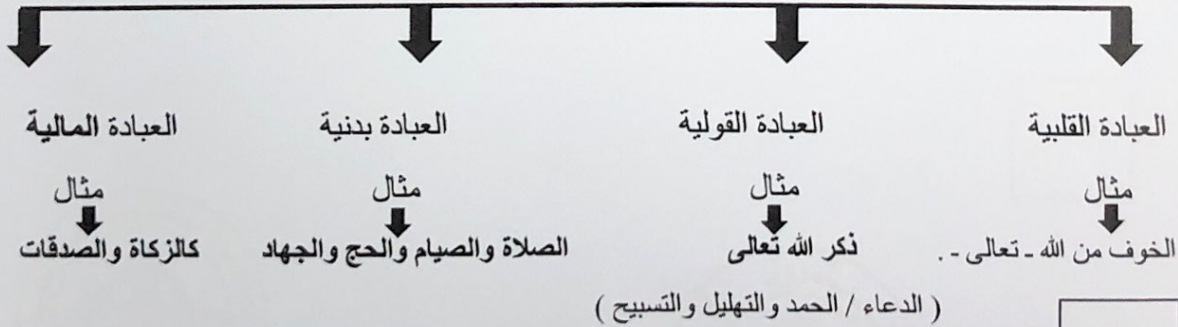 العبادة القلبية
مثال
الخوف من الله - تعالى - .
العبادة القولية
مثال
ذكر الله تعالى
( الدعاء / الحمد والتهليل والتسبيح )
العبادة بدنية
مثال
الصلاة والصيام والحج والجهاد
العبادة المالية
مثال
كالزكاة والصدقات